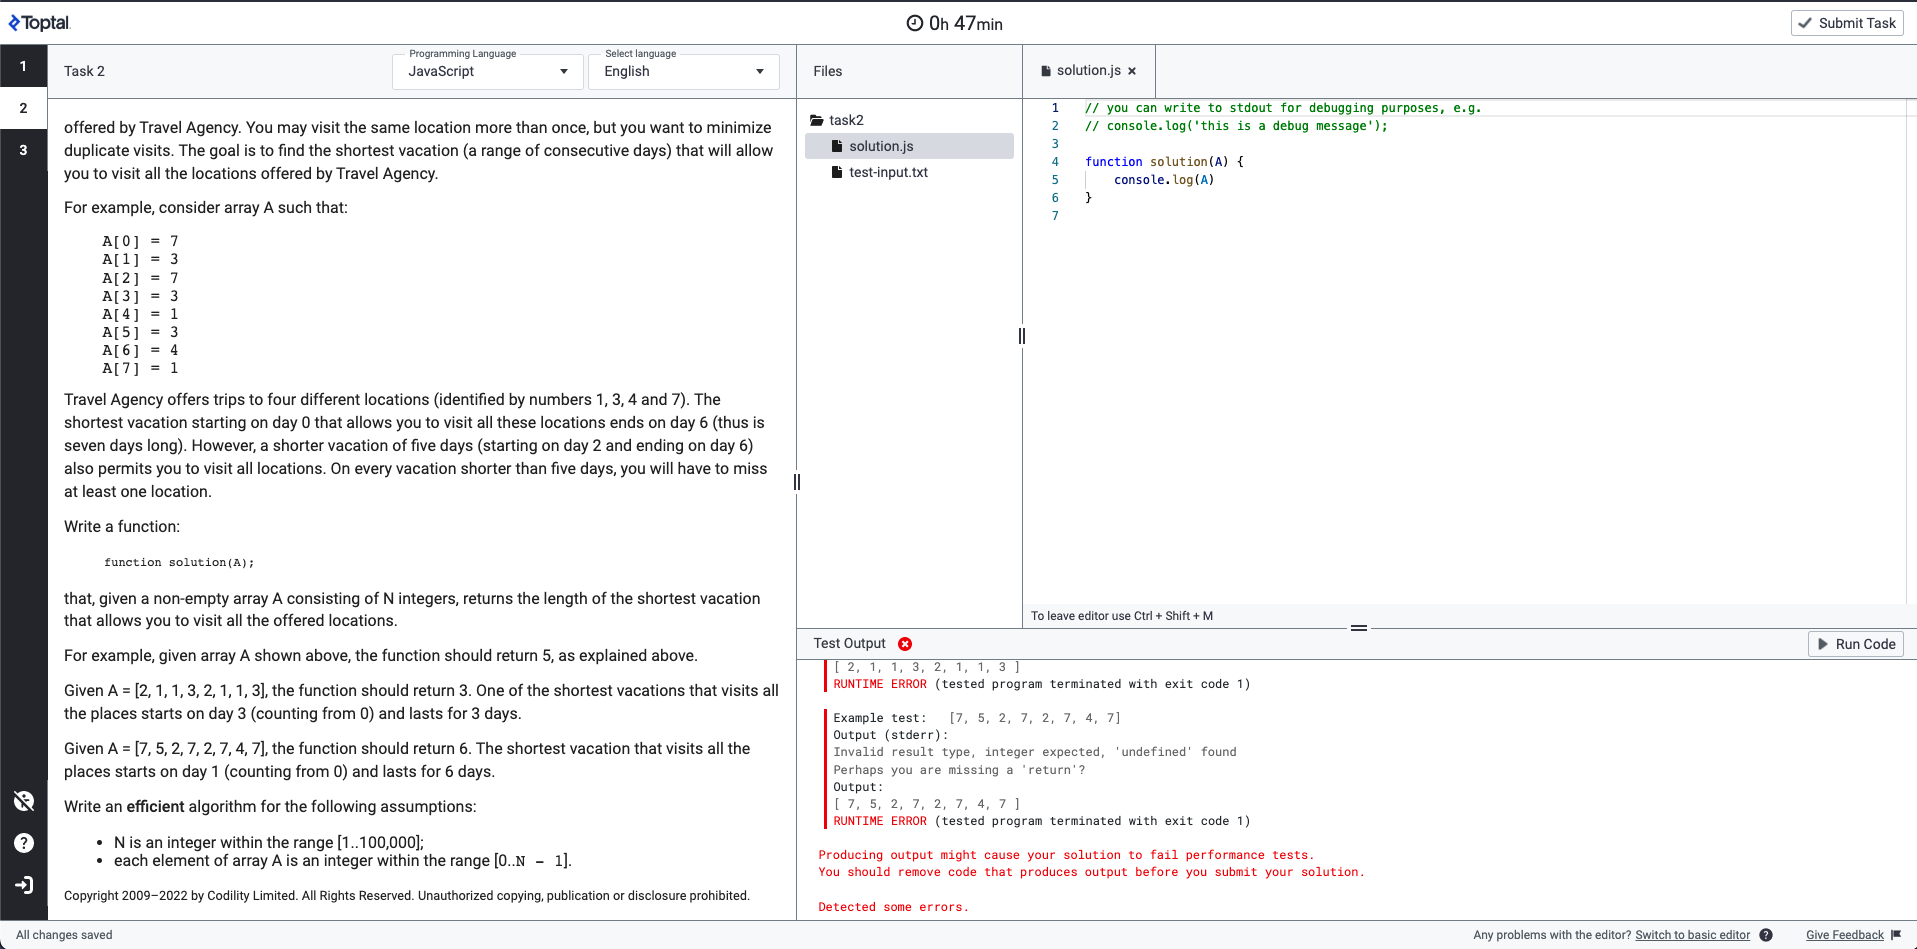 Toptal.
0h 47min
Submit Task
1
2
3
Task 2
Programming Language
JavaScript
Select language
English
offered by Travel Agency. You may visit the same location more than once, but you want to minimize
duplicate visits. The goal is to find the shortest vacation (a range of consecutive days) that will allow
you to visit all the locations offered by Travel Agency.
For example, consider array A such that:
A[0] = 7
A[1] = 3
A[2] = 7
A[3] = 3
A[4] = 1
A[5] = 3
A[6] = 4
A[7] = 1
Travel Agency offers trips to four different locations (identified by numbers 1, 3, 4 and 7). The
shortest vacation starting on day 0 that allows you to visit all these locations ends on day 6 (thus is
seven days long). However, a shorter vacation of five days (starting on day 2 and ending on day 6)
also permits you to visit all locations. On every vacation shorter than five days, you will have to miss
at least one location.
Write a function:
function solution(A);
that, given a non-empty array A consisting of N integers, returns the length of the shortest vacation
that allows you to visit all the offered locations.
For example, given array A shown above, the function should return 5, as explained above.
Given A = [2, 1, 1, 3, 2, 1, 1, 3], the function should return 3. One of the shortest vacations that visits all
the places starts on day 3 (counting from 0) and lasts for 3 days.
Given A = [7, 5, 2, 7, 2, 7, 4, 7], the function should return 6. The shortest vacation that visits all the
places starts on day 1 (counting from 0) and lasts for 6 days.
Write an efficient algorithm for the following assumptions:
• N is an integer within the range [1..100,000];
• each element of array A is an integer within the range [0..N - 1].
Copyright 2009–2022 by Codility Limited. All Rights Reserved. Unauthorized copying, publication or disclosure prohibited.
Files
task2
solution.js
test-input.txt
solution.js ×
1 // you can write to stdout for debugging purposes, e.g.
2 // console.log('this is a debug message');
3
4 function solution(A) {
5 console.log(A)
6 }
7
To leave editor use Ctrl + Shift + M
Test Output
Run Code
[ 2, 1, 1, 3, 2, 1, 1, 3 ]
RUNTIME ERROR (tested program terminated with exit code 1)
Example test: [7, 5, 2, 7, 2, 7, 4, 7]
Output (stderr):
Invalid result type, integer expected, 'undefined' found
Perhaps you are missing a 'return'?
Output:
[ 7, 5, 2, 7, 2, 7, 4, 7 ]
RUNTIME ERROR (tested program terminated with exit code 1)
Producing output might cause your solution to fail performance tests.
You should remove code that produces output before you submit your solution.
Detected some errors.
All changes saved
Any problems with the editor? Switch to basic editor ?
Give Feedback